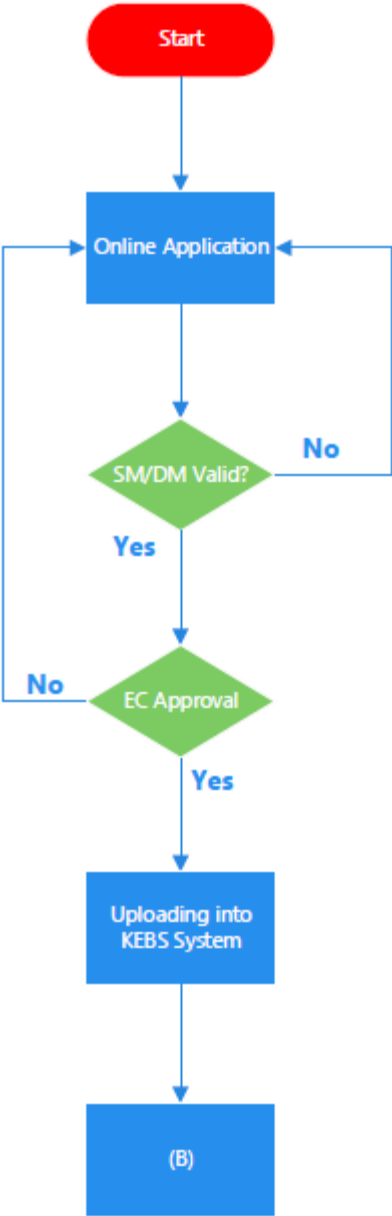 Start
Online Application
SM/DM Valid?
No
Yes
EC Approval
No
Yes
Uploading into
KEBS System
(B)